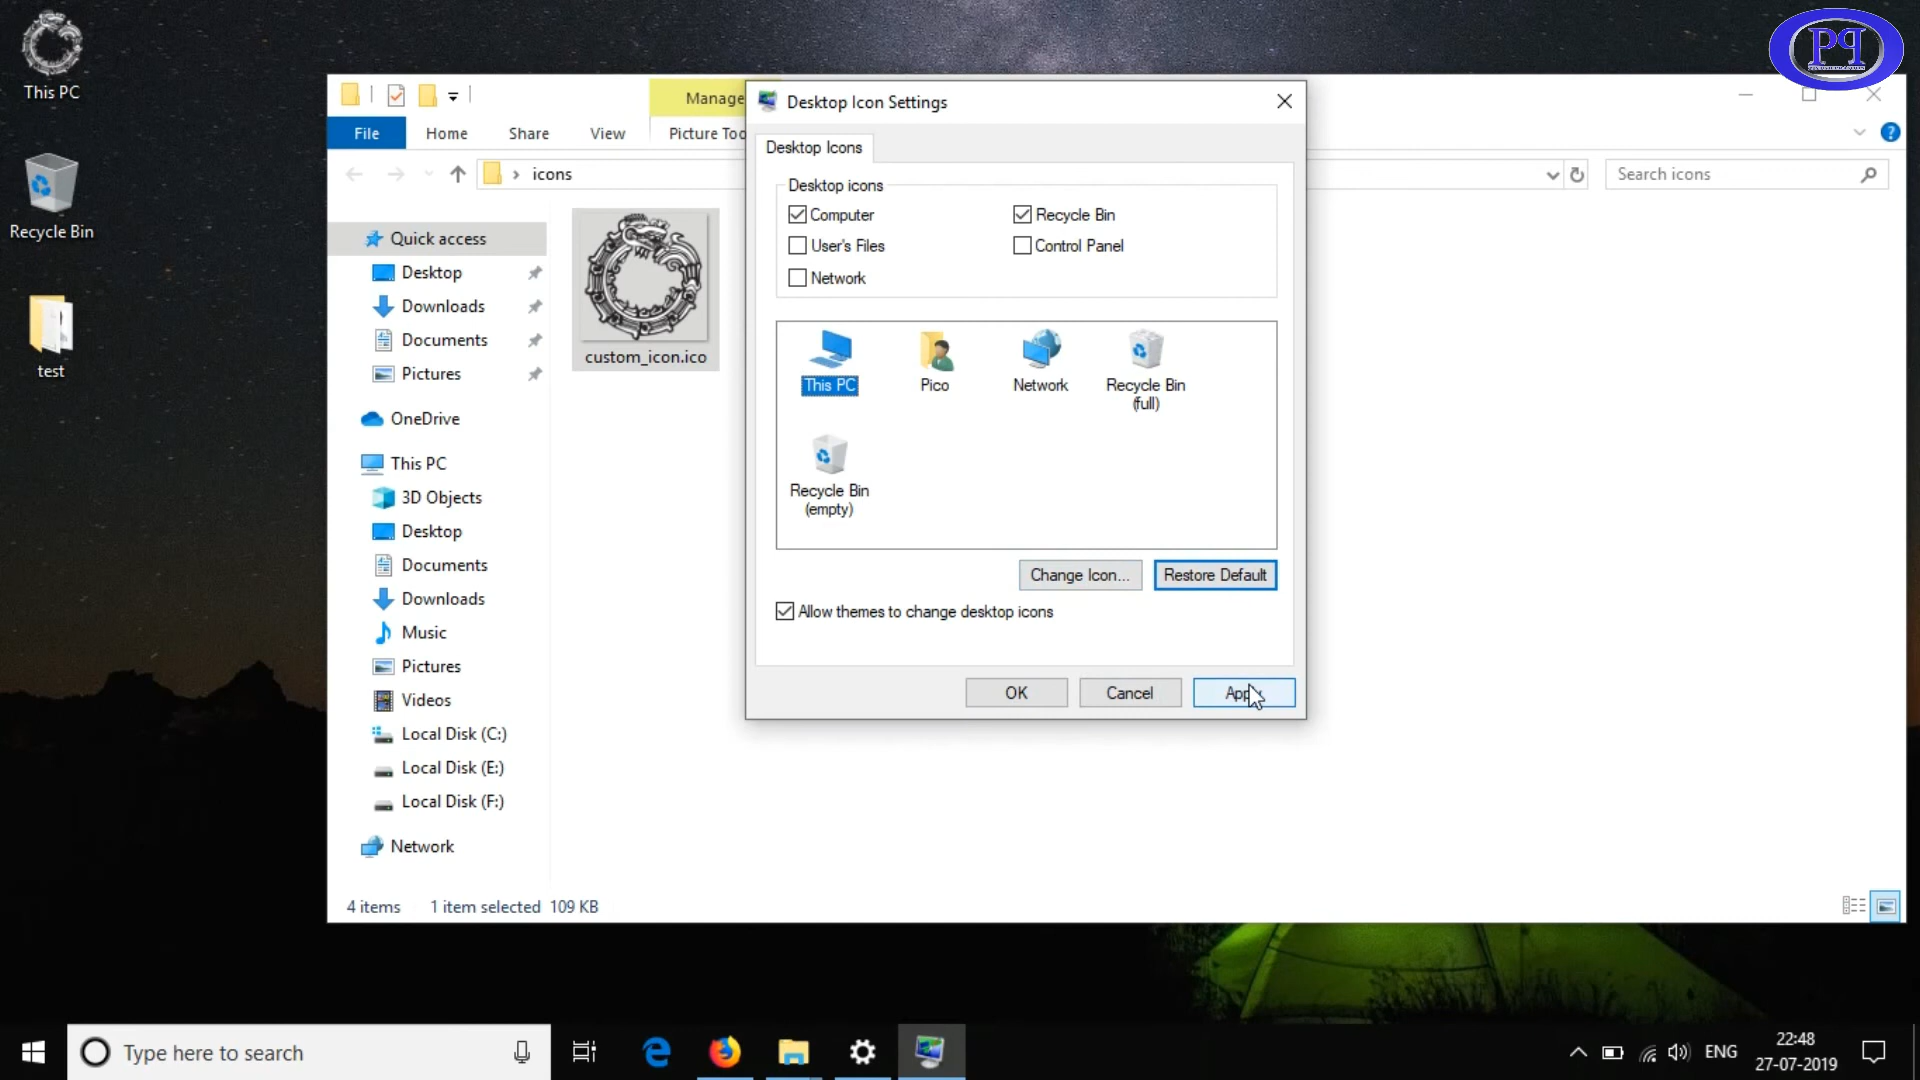 This PC
Recycle Bin
test
Manage
File
Home
Share
View
Picture Too
icons
Search icons
Quick access
Desktop
Downloads
Documents
Pictures
OneDrive
This PC
3D Objects
Desktop
Documents
Downloads
Music
Pictures
Videos
Local Disk (C:)
Local Disk (E:)
Local Disk (F:)
Network
custom_icon.ico
4 items
1 item selected 109 KB
Desktop Icon Settings
Desktop Icons
Desktop icons
Computer
Recycle Bin
User's Files
Control Panel
Network
This PC
Pico
Network
Recycle Bin
(full)
Recycle Bin
(empty)
Change Icon...
Restore Default
Allow themes to change desktop icons
OK
Cancel
Apply
Type here to search
ENG
22:48
27-07-2019